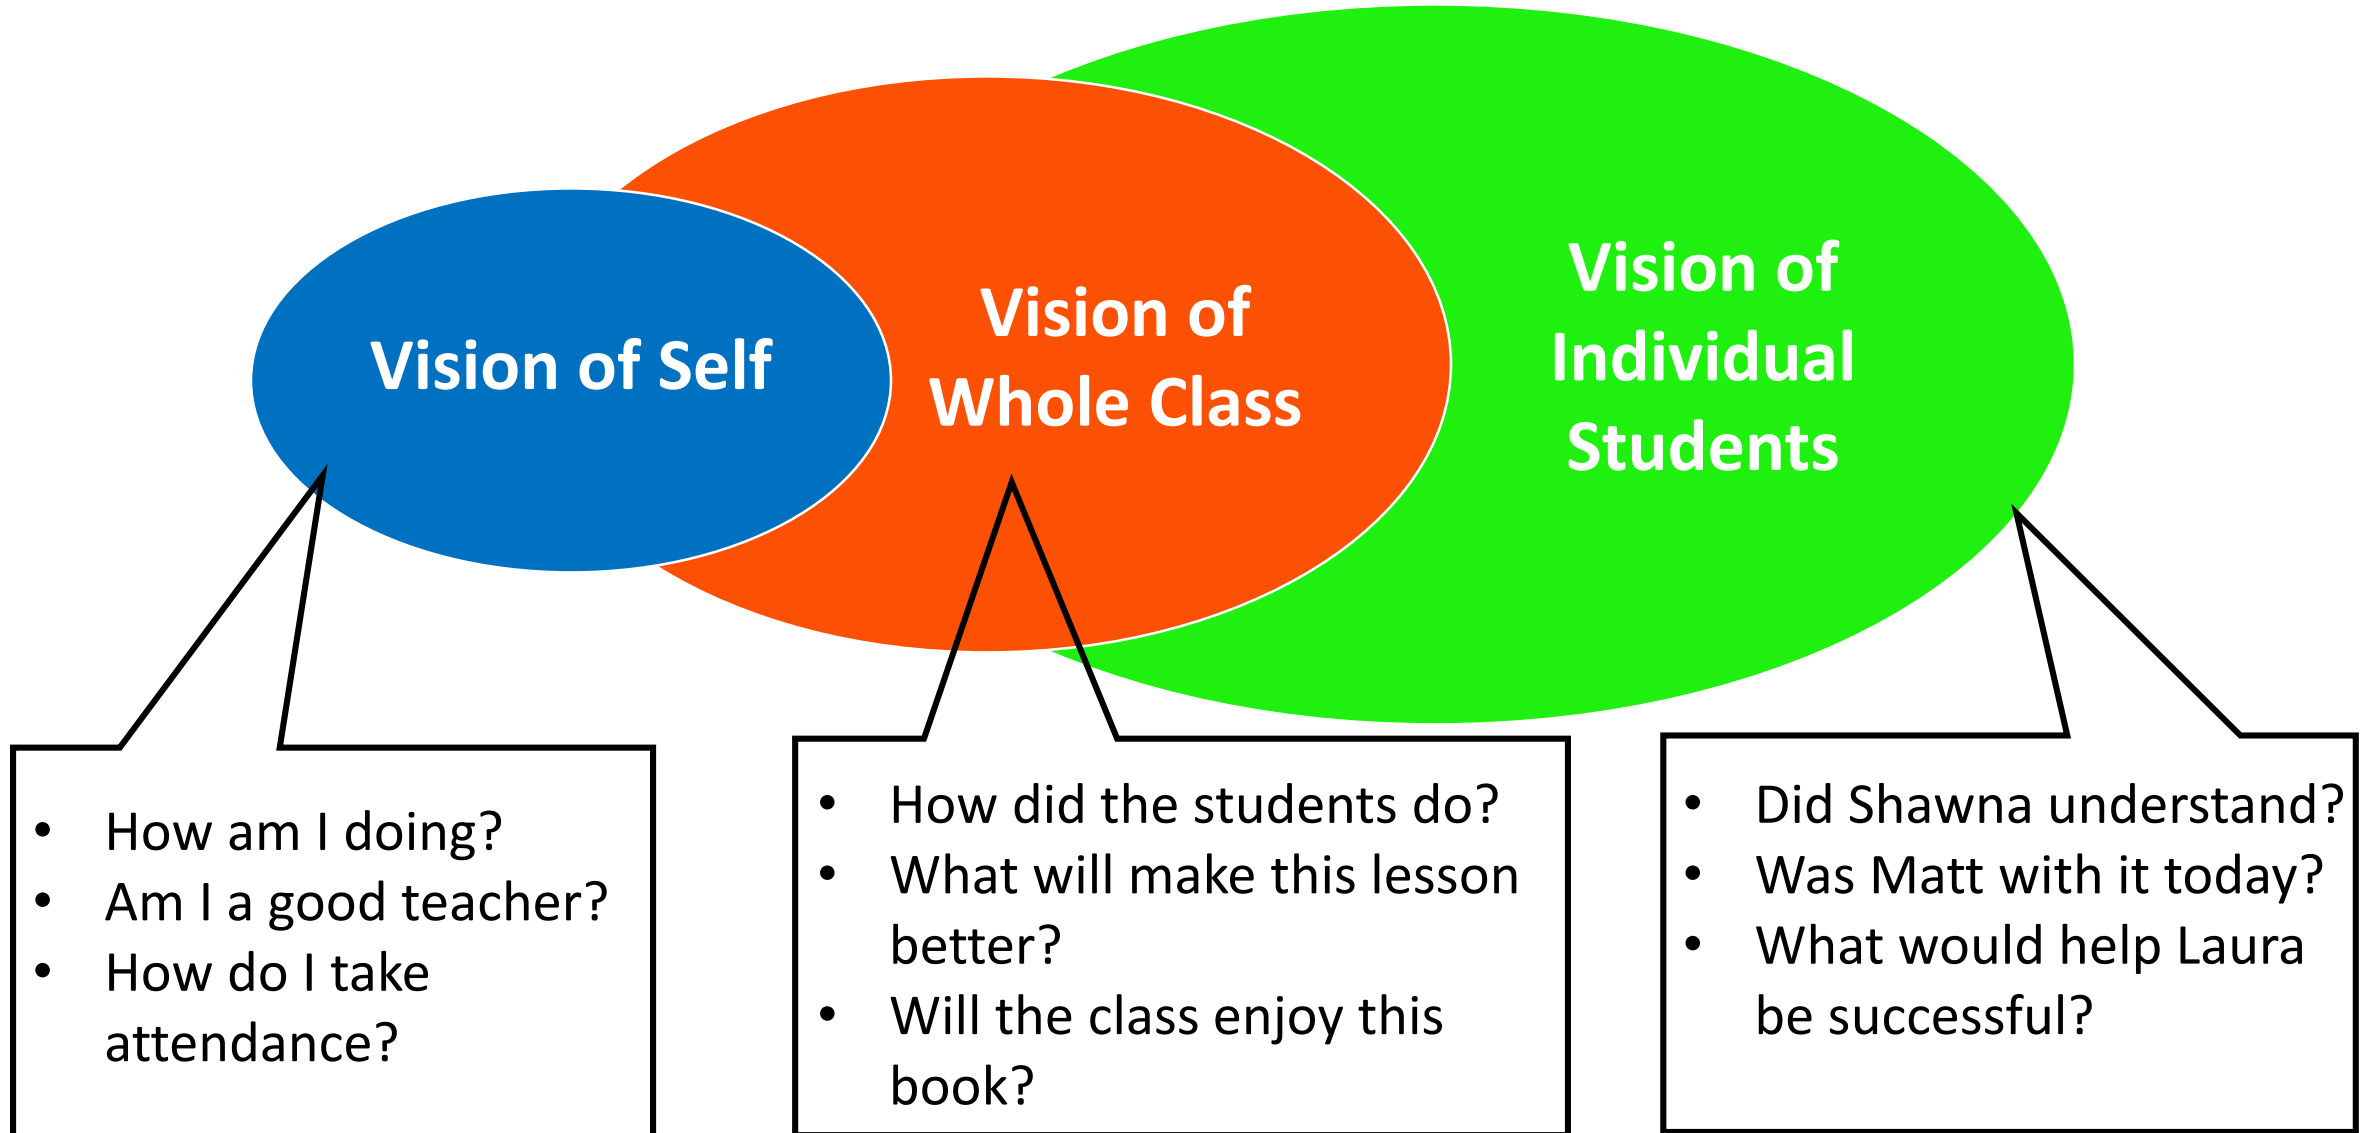 Vision of Self
Vision of
Whole Class
Vision of
Individual
Students
• How am I doing?
• Am I a good teacher?
• How do I take
attendance?
• How did the students do?
• What will make this lesson
better?
• Will the class enjoy this
book?
• Did Shawna understand?
• Was Matt with it today?
• What would help Laura
be successful?